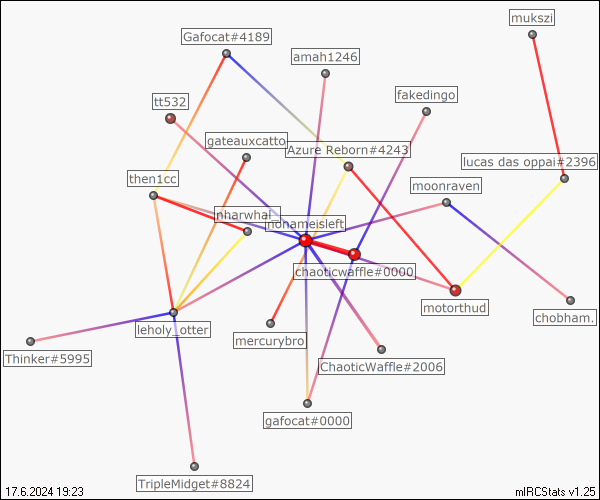 mukszi
Gafocat#4189
amah1246
fakedingo
tt532
gateauxcatto
Azure Reborn#4243
lucas das oppai#2396
then1cc
moonraven
nharwhal_
nohameisleft
chaoticwaffle#0000
motorthud
chobham.
leholy_otter
mercurybro
Thinker#5995
ChaoticWaffle#2006
gafocat#0000
TripleMidget#8824
17.6.2024 19:23
mIRCStats v1.25